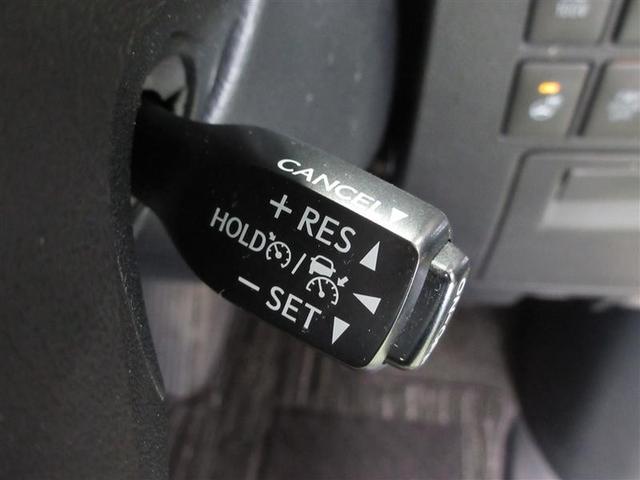 CANCEL
+ RES
HOLD /
- SET